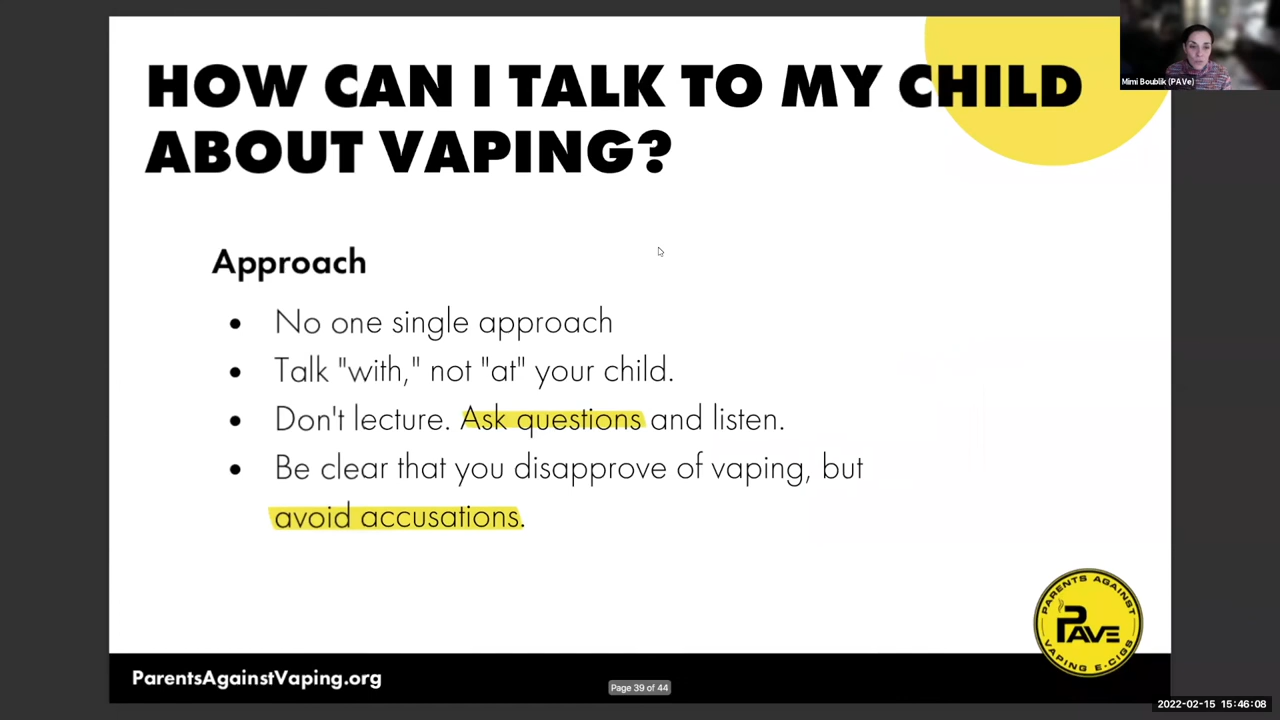 HOW CAN I TALK TO MY CHILD
ABOUT VAPING?
Mimi Boublik (PAVe)
Approach
• No one single approach
• Talk "with," not "at" your child.
• Don't lecture. Ask questions and listen.
• Be clear that you disapprove of vaping, but
avoid accusations.
PARENTS AGAINST
PAVE
VAPING E-CIGS
ParentsAgainstVaping.org
Page 39 of 44
2022-02-15 15:46:08